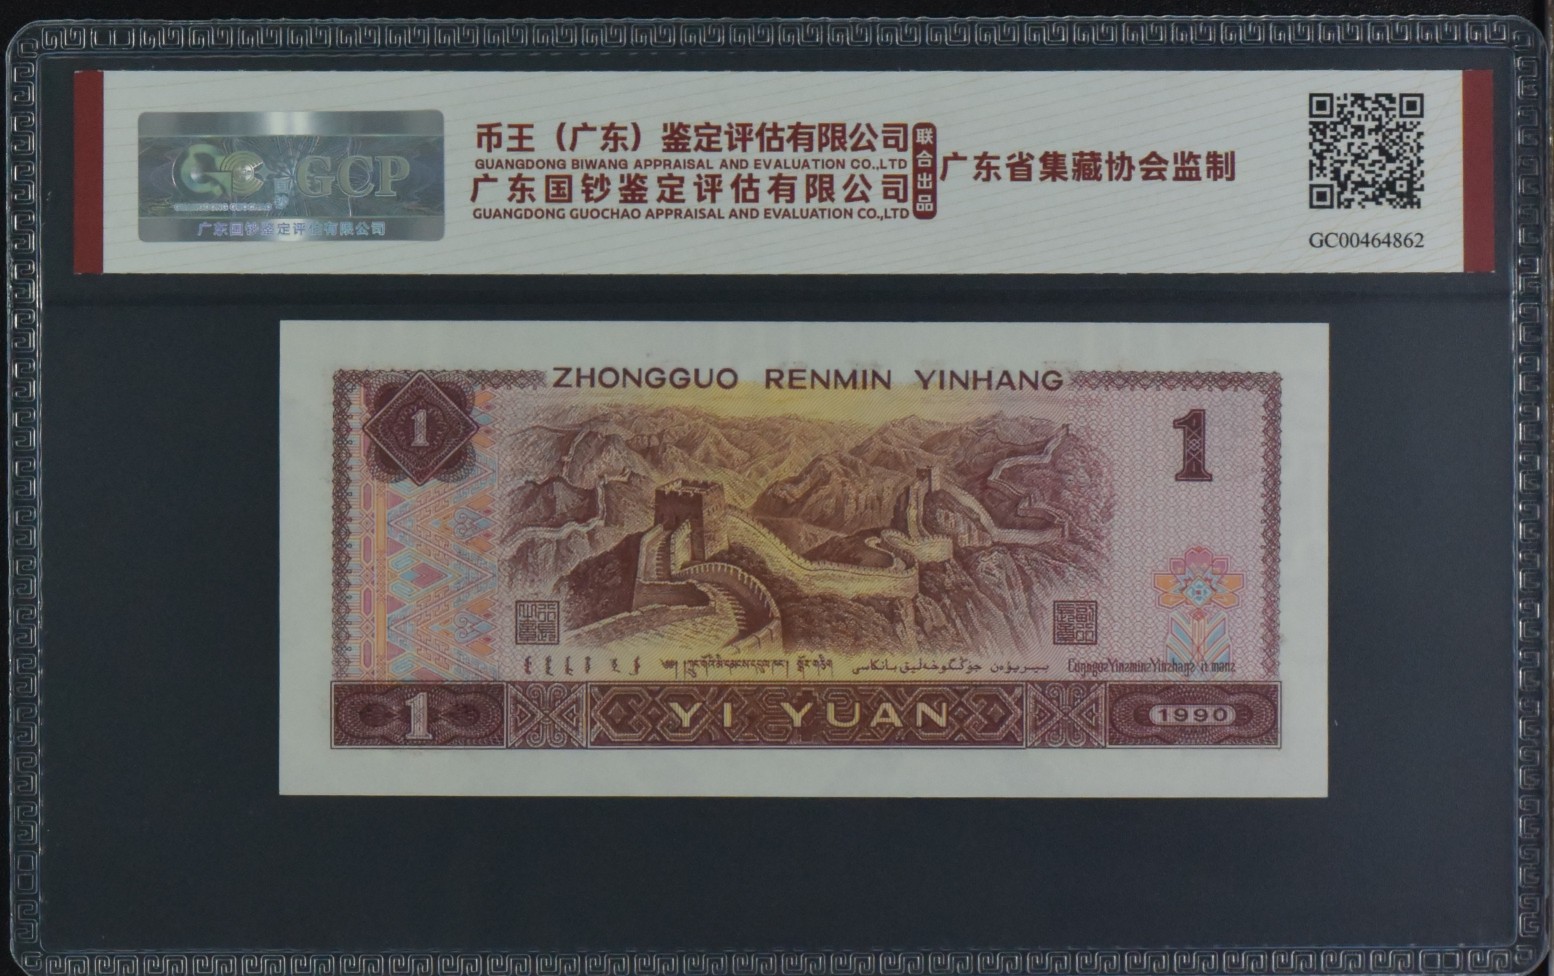 GCP
广东国钞鉴定评估有限公司
币王（广东）鉴定评估有限公司
GUANGDONG BIWANG APPRAISAL AND EVALUATION CO.,LTD
广东国钞鉴定评估有限公司
GUANGDONG GUOCHAO APPRAISAL AND EVALUATION CO.,LTD
联合出品
广东省集藏协会监制
GC00464862
ZHONGGUO RENMIN YINHANG
1
1
1
YI YUAN
1990